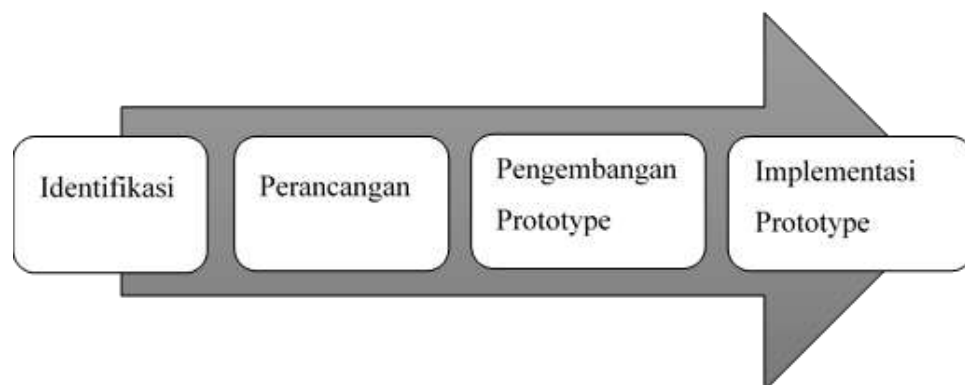 Identifikasi
Perancangan
Pengembangan
Prototype
Implementasi
Prototype